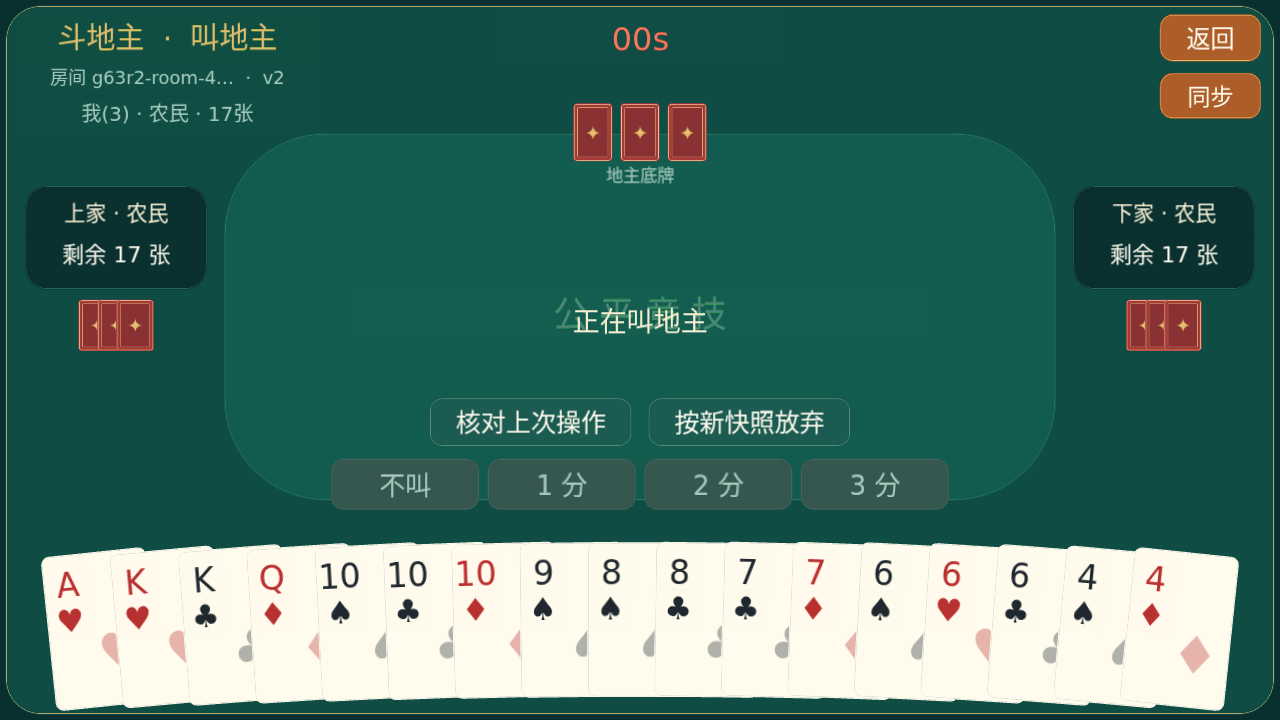 斗地主 · 叫地主
00s
返回
房间 g63r2-room-4… · v2
同步
我(3) · 农民 · 17张
地主底牌
上家 · 农民
剩余 17 张
下家 · 农民
剩余 17 张
公平竞技
正在叫地主
核对上次操作
按新快照放弃
不叫
1 分
2 分
3 分
A K K Q 10 10 10 9 8 8 7 7 6 6 6 4 4